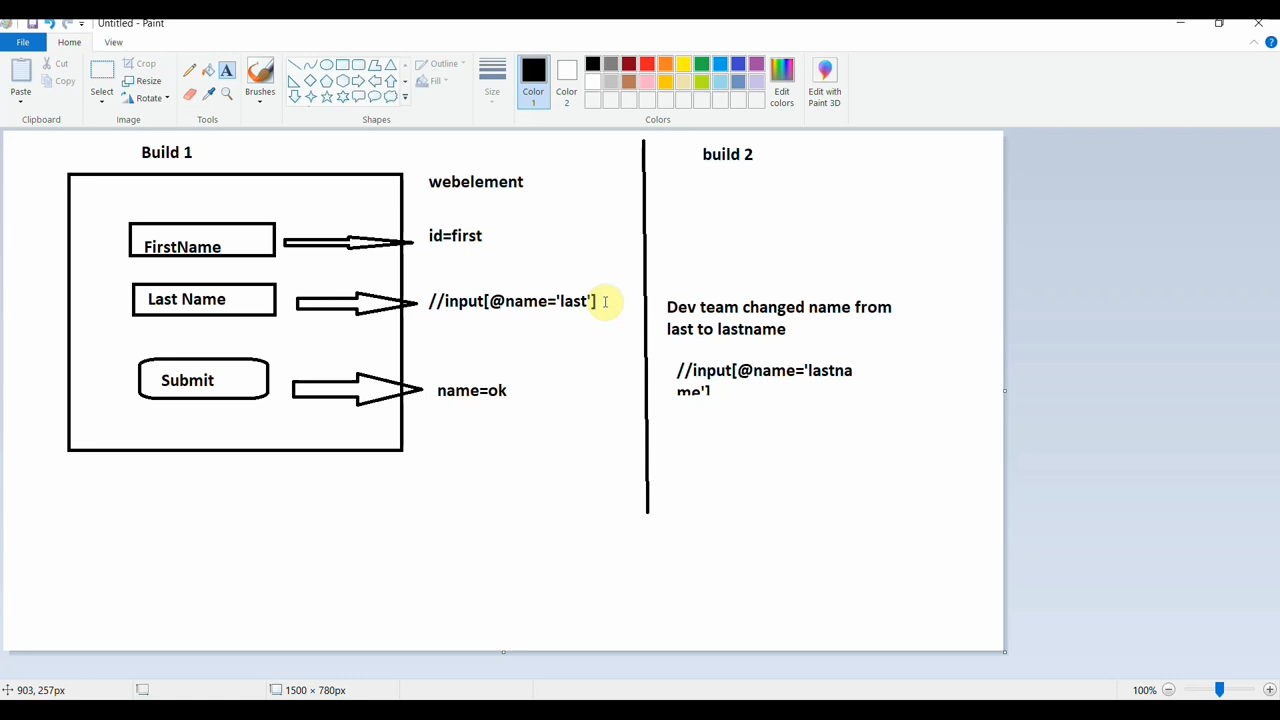 Untitled - Paint
File
Home
View
Paste
Cut
Copy
Clipboard
Select
Crop
Resize
Rotate
Image
A
Tools
Brushes
Shapes
Outline
Fill
Size
Color
1
Color
2
Edit
colors
Colors
Edit with
Paint 3D
Build 1
FirstName
Last Name
Submit
webelement
id=first
//input[@name='last']
name=ok
build 2
Dev team changed name from
last to lastname
//input[@name='lastna
me']
903, 257px
1500 × 780px
100%